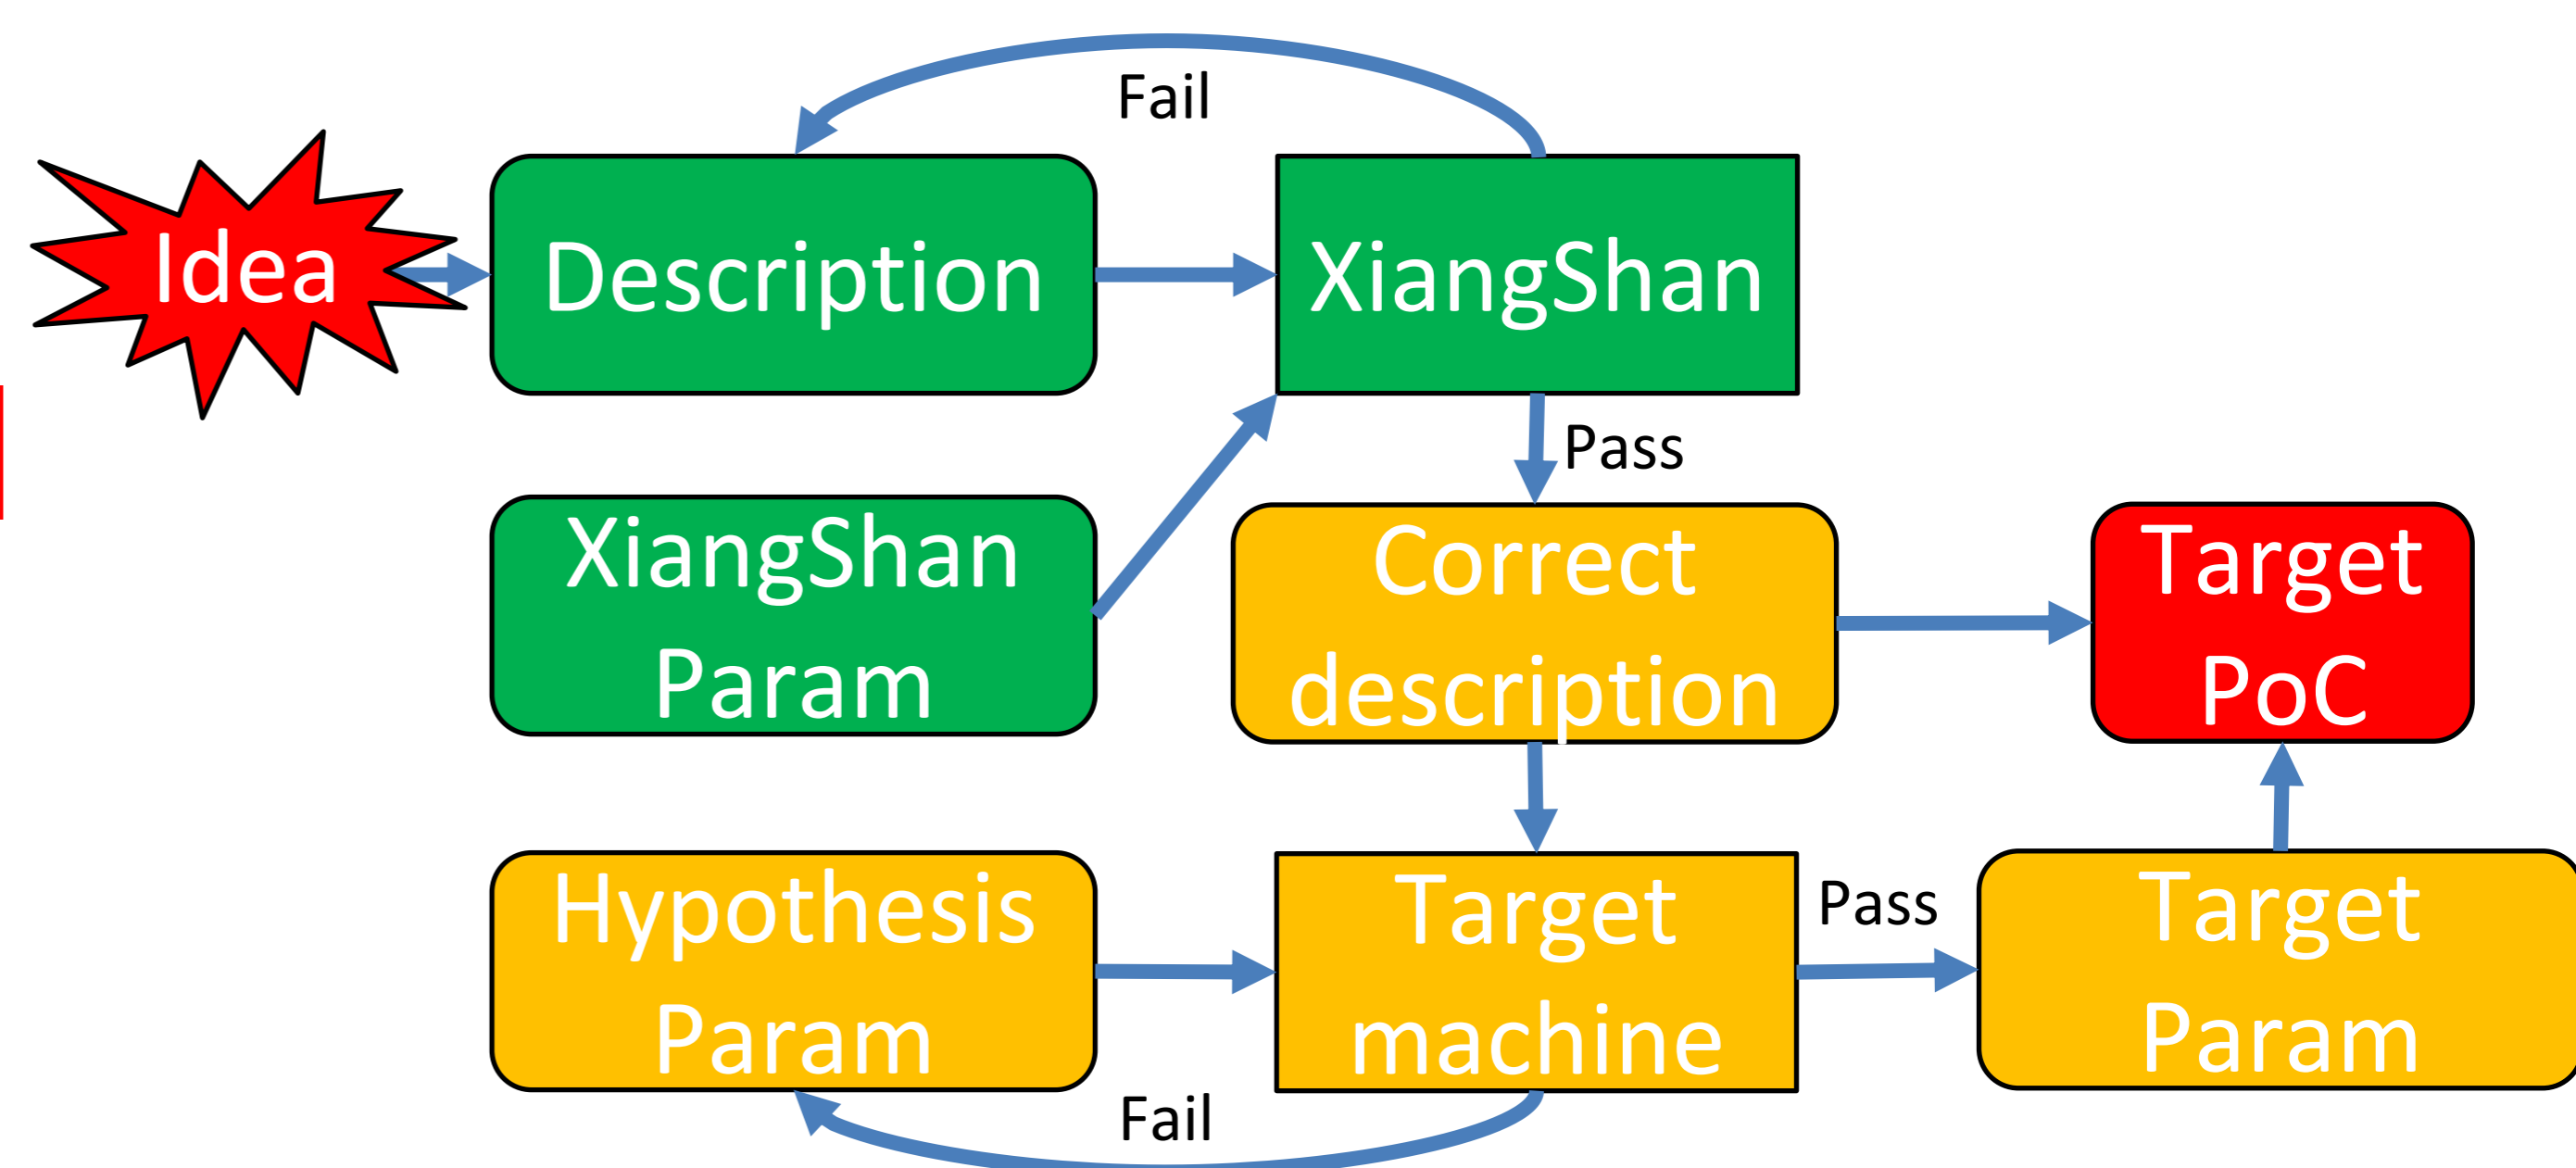 Fail
Idea
Description
XiangShan
Pass
XiangShan
Param
Correct
description
Target
PoC
Hypothesis
Param
Target
machine
Pass
Target
Param
Fail